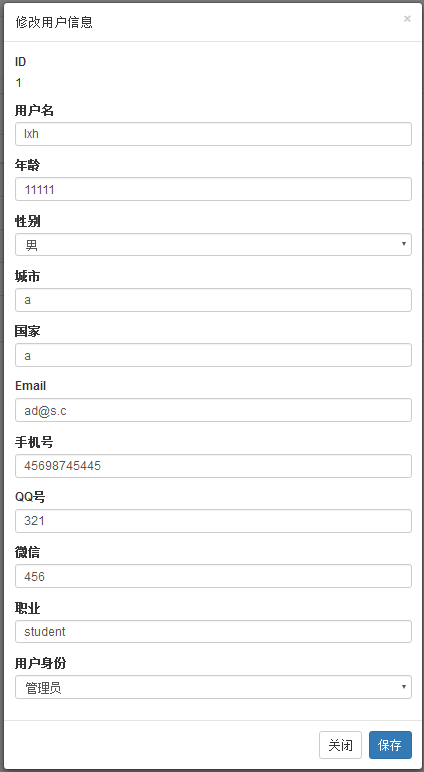 修改用户信息
×
ID
1
用户名
lxh
年龄
11111
性别
男
城市
a
国家
a
Email
ad@s.c
手机号
45698745445
QQ号
321
微信
456
职业
student
用户身份
管理员
关闭 保存